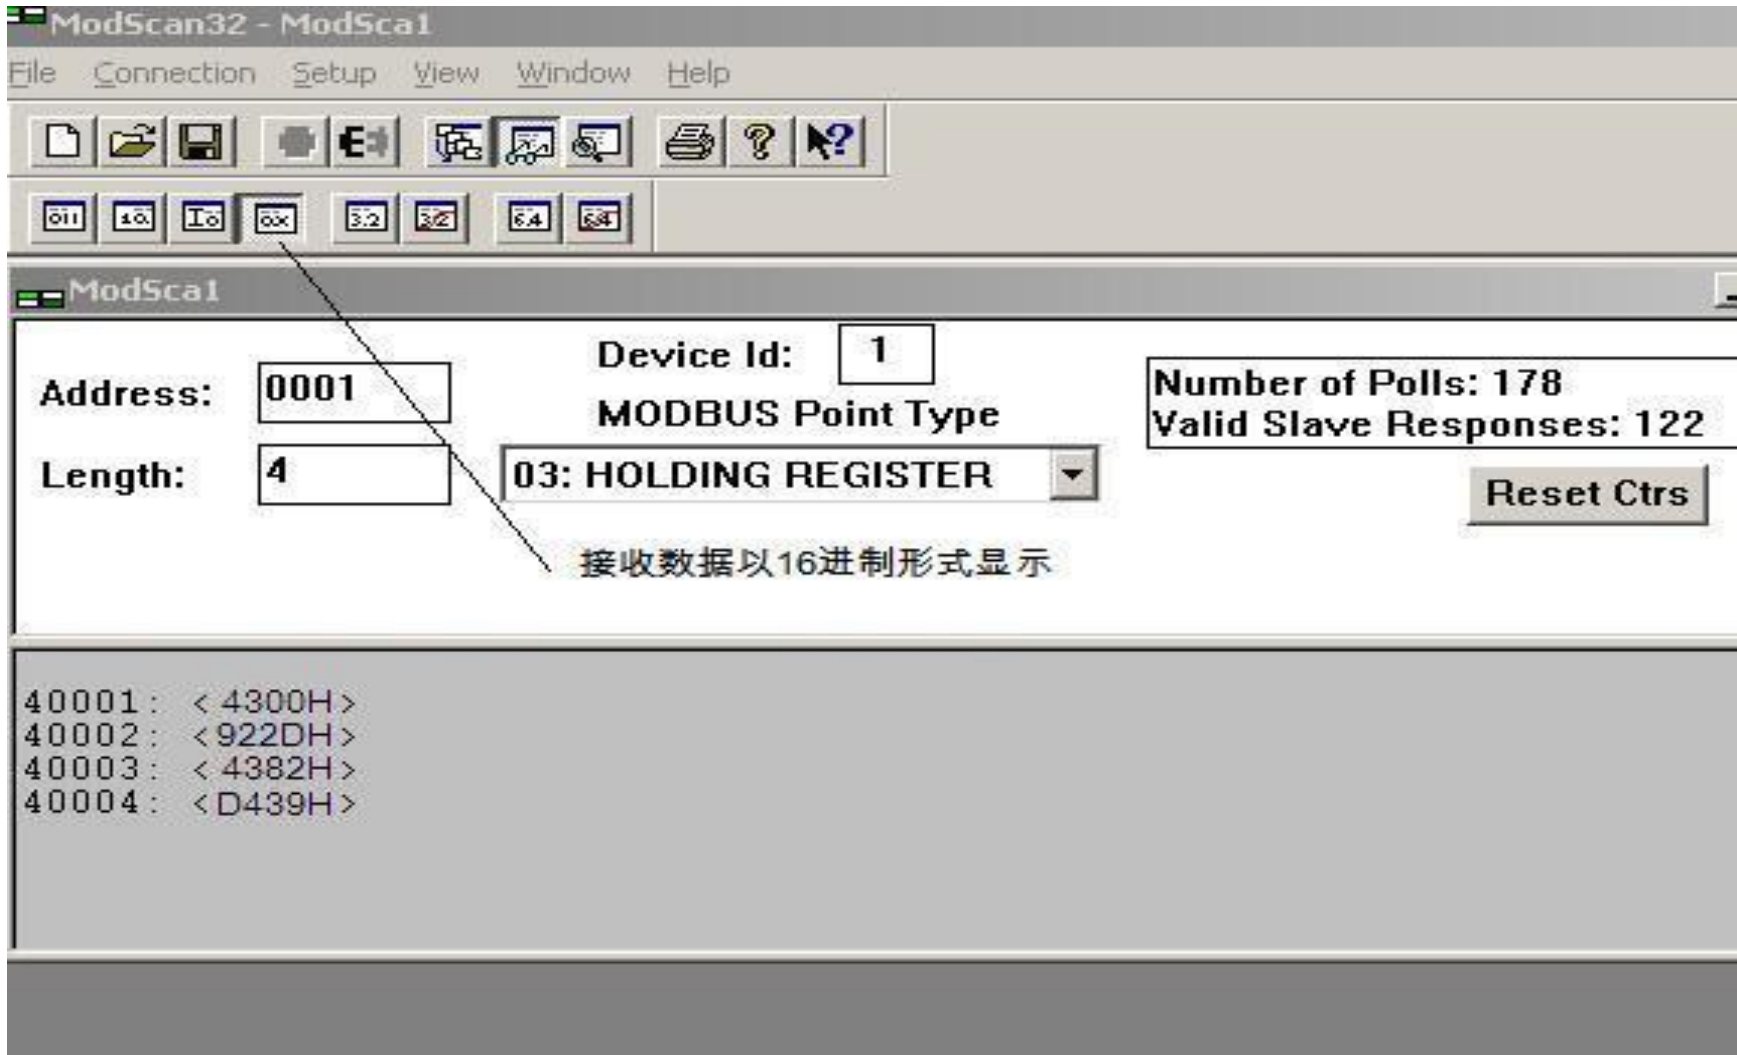 ModScan32 - ModSca1
File Connection Setup View Window Help
ModSca1
Address: 0001
Device Id: 1
MODBUS Point Type
Length: 4
03: HOLDING REGISTER
Number of Polls: 178
Valid Slave Responses: 122
Reset Ctrs
接收数据以16进制形式显示
40001: <4300H>
40002: <922DH>
40003: <4382H>
40004: <D439H>